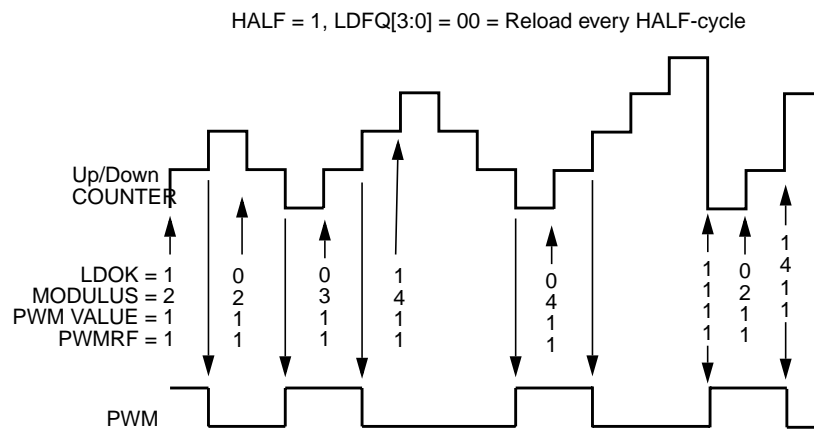 HALF = 1, LDFQ[3:0] = 00 = Reload every HALF-cycle
Up/Down
COUNTER
LDOK = 1 0 0 1 0 1 0 1
MODULUS = 2 2 3 4 4 1 2 4
PWM VALUE = 1 1 1 1 1 1 1 1
PWMRF = 1 1 1 1 1 1 1 1
PWM